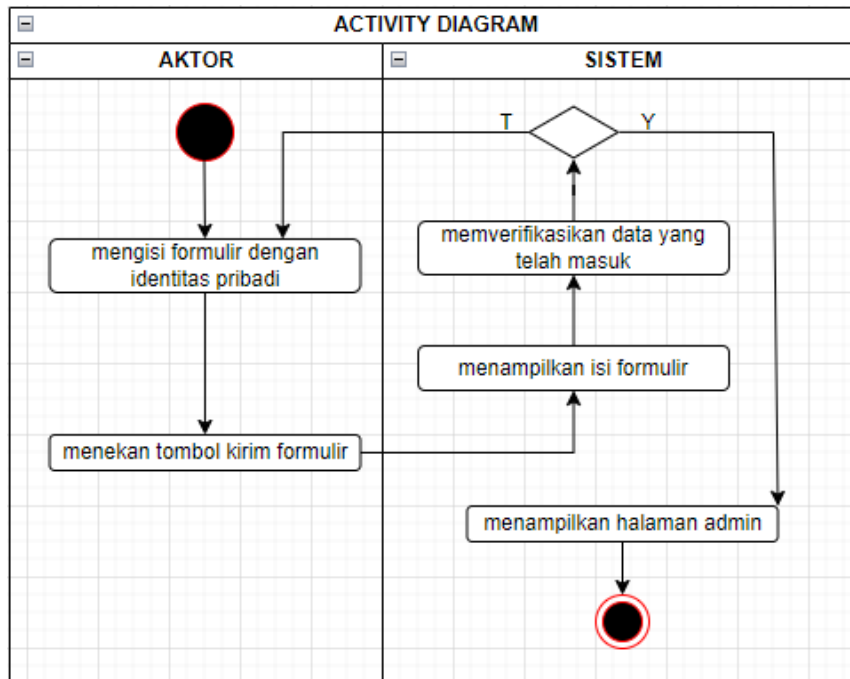 ACTIVITY DIAGRAM
AKTOR
SISTEM
T
Y
mengisi formulir dengan
identitas pribadi
memverifikasikan data yang
telah masuk
menampilkan isi formulir
menekan tombol kirim formulir
menampilkan halaman admin